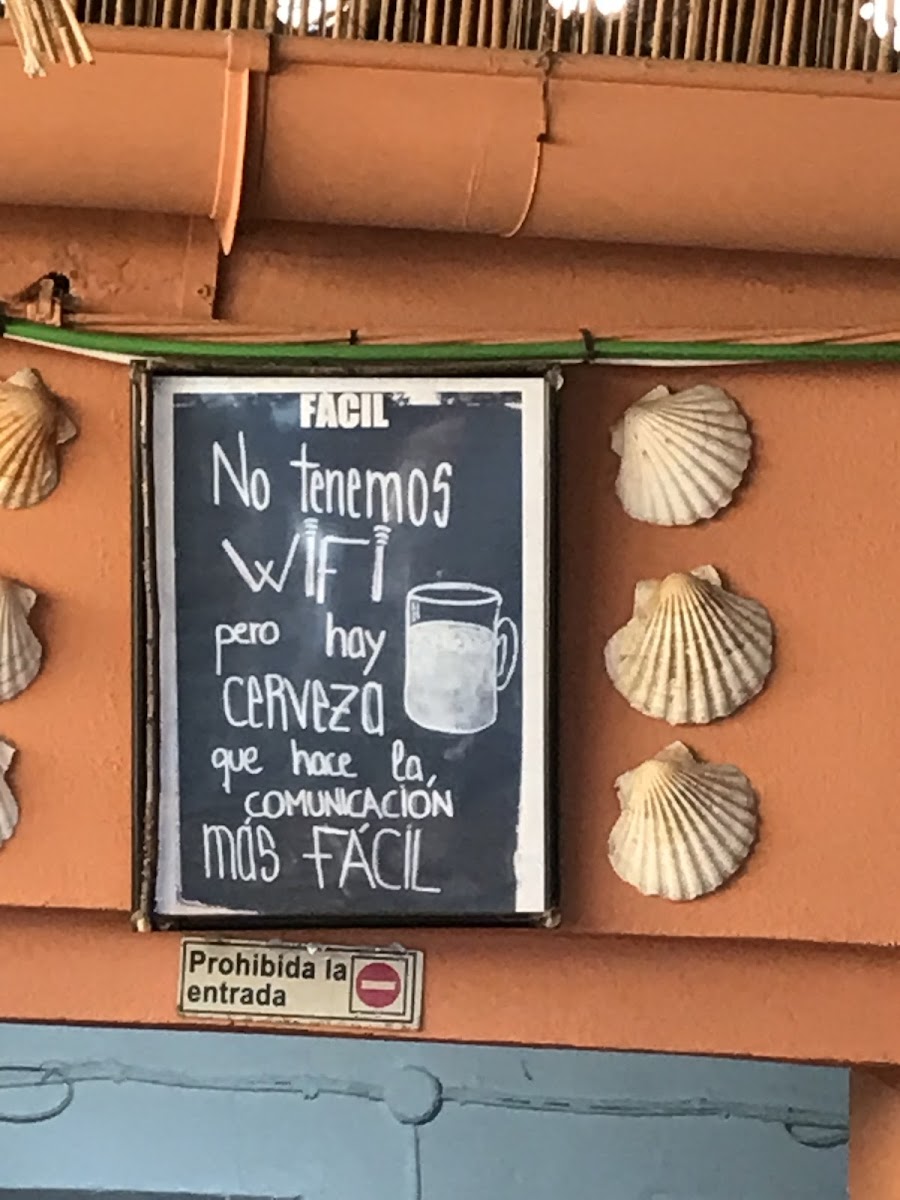 FACIL
No tenemos
WiFi
pero hay
CERVEZA
que hace la
COMUNICACIÓN
más FÁCIL
Prohibida la
entrada